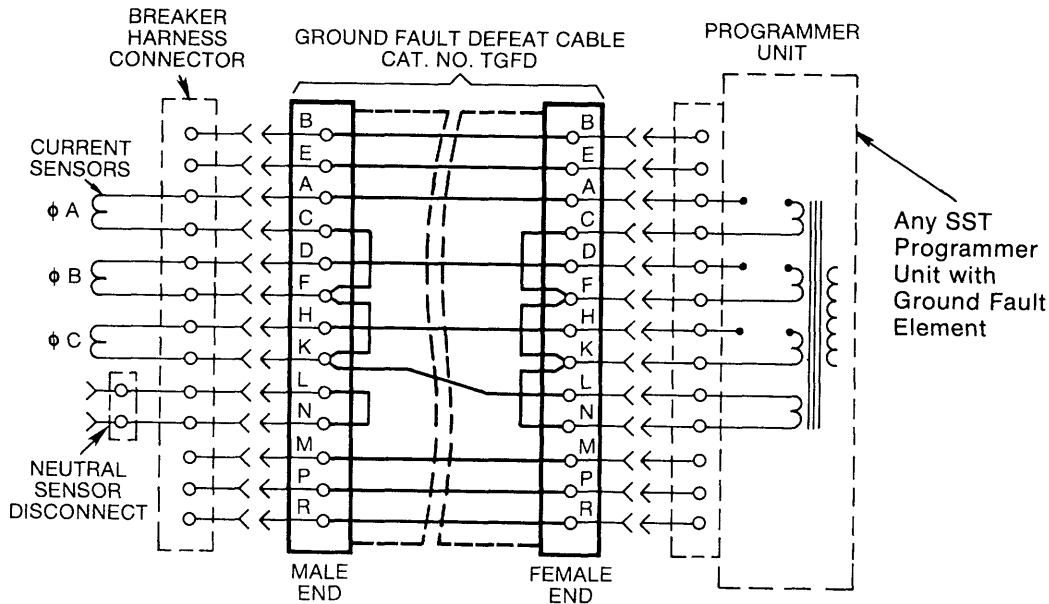 BREAKER
HARNESS
CONNECTOR
GROUND FAULT DEFEAT CABLE
CAT. NO. TGFD
PROGRAMMER
UNIT
CURRENT
SENSORS
ϕ A
ϕ B
ϕ C
NEUTRAL
SENSOR
DISCONNECT
B
E
A
C
D
F
H
K
L
N
M
P
R
MALE
END
B
E
A
C
D
F
H
K
L
N
M
P
R
FEMALE
END
Any SST
Programmer
Unit with
Ground Fault
Element